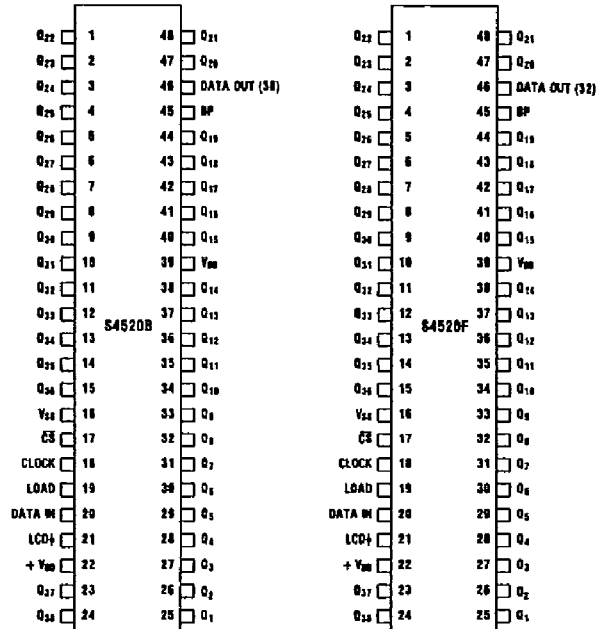 Q22 1 48 Q21
Q23 2 47 Q20
Q24 3 46 DATA OUT (38)
Q25 4 45 BP
Q26 5 44 Q19
Q27 6 43 Q18
Q28 7 42 Q17
Q29 8 41 Q16
Q30 9 40 Q15
Q31 10 39
Q32 11 38 Q14
Q33 12 37 Q13
S4520B
Q34 13 36 Q12
Q35 14 35 Q11
Q36 15 34 Q10
VSS 16 33 Q9
C̅S̅ 17 32 Q8
CLOCK 18 31 Q7
LOAD 19 30 Q6
DATA IN 20 29 Q5
LCDϕ 21 28 Q4
22 27 Q3
Q37 23 26 Q2
Q38 24 25 Q1
Q22 1 48 Q21
Q23 2 47 Q20
Q24 3 46 DATA OUT (32)
Q25 4 45 BP
Q26 5 44 Q19
Q27 6 43 Q18
Q28 7 42 Q17
Q29 8 41 Q16
Q30 9 40 Q15
Q31 10 39
Q32 11 38 Q14
Q33 12 37 Q13
S4520F
Q34 13 36 Q12
Q35 14 35 Q11
Q36 15 34 Q10
VSS 16 33 Q9
C̅S̅ 17 32 Q8
CLOCK 18 31 Q7
LOAD 19 30 Q6
DATA IN 20 29 Q5
LCDϕ 21 28 Q4
22 27 Q3
Q37 23 26 Q2
Q38 24 25 Q1